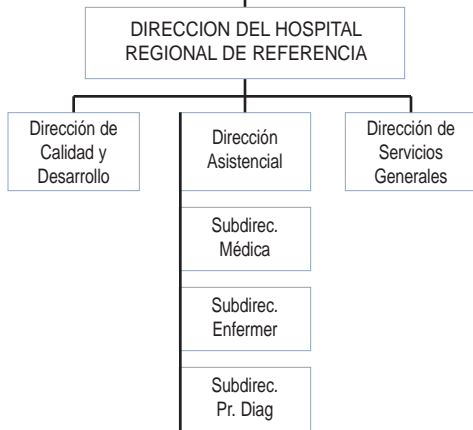 DIRECCION DEL HOSPITAL
REGIONAL DE REFERENCIA
Dirección de
Calidad y
Desarrollo
Dirección
Asistencial
Dirección de
Servicios
Generales
Subdirec.
Médica
Subdirec.
Enfermer
Subdirec.
Pr. Diag